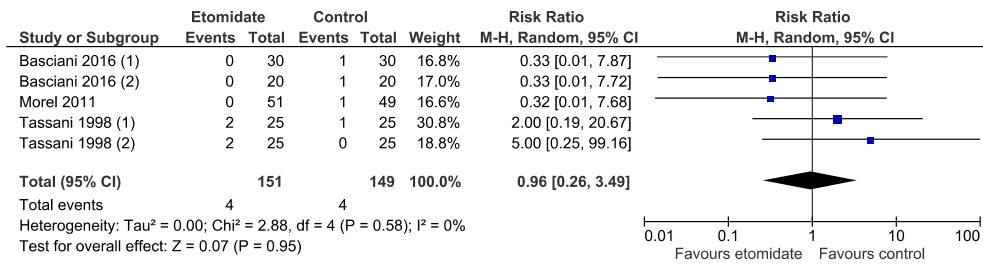 Etomidate Control Risk Ratio Risk Ratio
Study or Subgroup Events Total Events Total Weight M-H, Random, 95% CI M-H, Random, 95% CI
Basciani 2016 (1) 0 30 1 30 16.8% 0.33 [0.01, 7.87]
Basciani 2016 (2) 0 20 1 20 17.0% 0.33 [0.01, 7.72]
Morel 2011 0 51 1 49 16.6% 0.32 [0.01, 7.68]
Tassani 1998 (1) 2 25 1 25 30.8% 2.00 [0.19, 20.67]
Tassani 1998 (2) 2 25 0 25 18.8% 5.00 [0.25, 99.16]
Total (95% CI) 151 149 100.0% 0.96 [0.26, 3.49]
Total events 4 4
Heterogeneity: Tau² = 0.00; Chi² = 2.88, df = 4 (P = 0.58); I² = 0%
Test for overall effect: Z = 0.07 (P = 0.95)
0.01 0.1 1 10 100
Favours etomidate Favours control